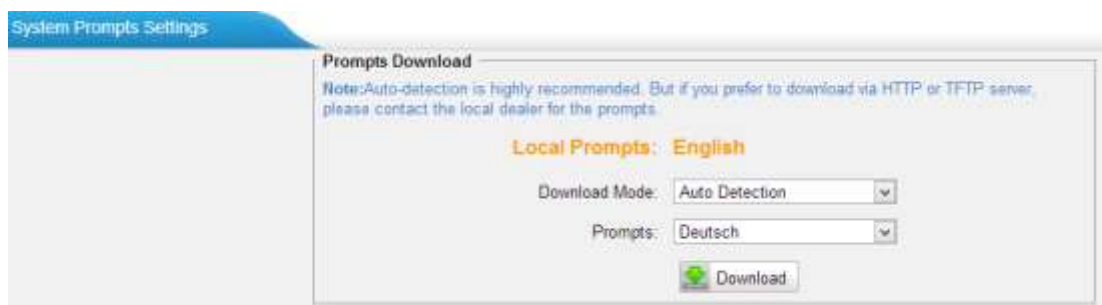 System Prompts Settings
Prompts Download
Note:Auto-detection is highly recommended. But if you prefer to download via HTTP or TFTP server,
please contact the local dealer for the prompts.
Local Prompts: English
Download Mode: Auto Detection
Prompts: Deutsch
Download